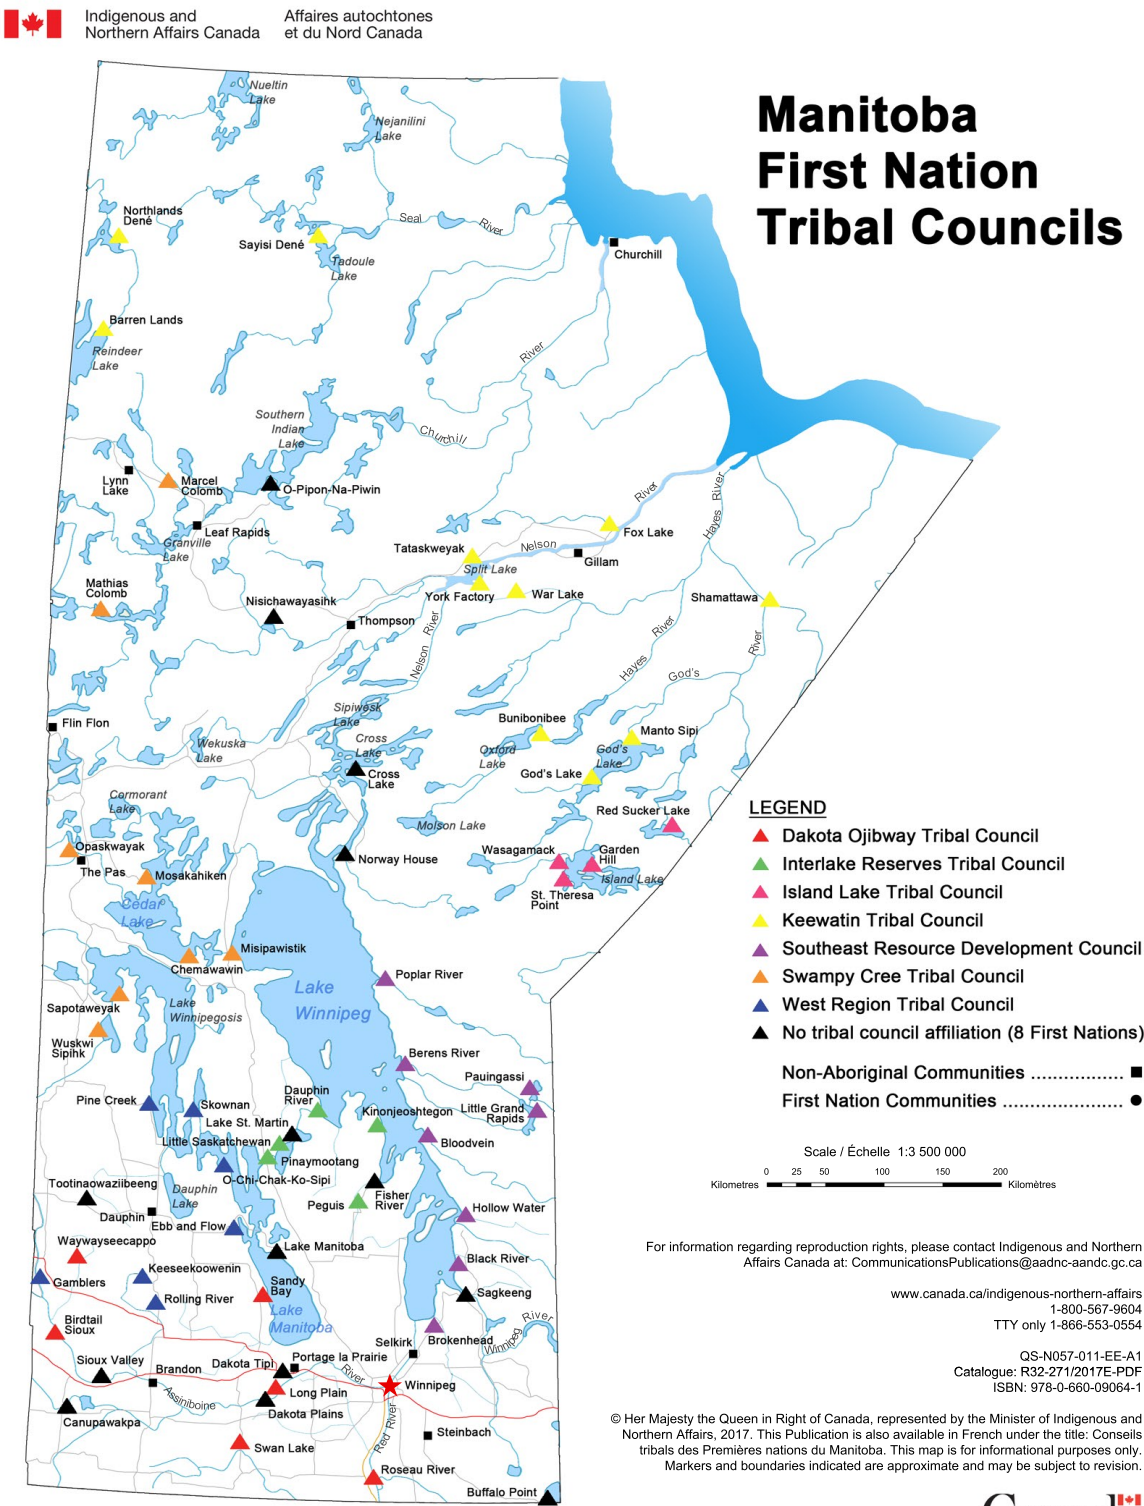 Indigenous and
Northern Affairs Canada
Affaires autochtones
et du Nord Canada
Manitoba
First Nation
Tribal Councils
Nueltin
Lake
Nejanilini
Lake
Northlands
Dené
Sayisi Dené
Seal
River
Tadoule
Lake
Churchill
Barren Lands
Reindeer
Lake
River
Southern
Indian
Lake
Churchill
Lynn
Lake
Marcel
Colomb
O-Pipon-Na-Piwin
River
Hayes River
Leaf Rapids
Granville
Lake
Fox Lake
Tataskweyak
Nelson
Gillam
Split Lake
Mathias
Colomb
York Factory
War Lake
Shamattawa
Nisichawayasihk
Thompson
Nelson River
Hayes
River
River
God's
Flin Flon
Sipiwesk
Lake
Bunibonibee
Manto Sipi
Wekuska
Lake
Cross
Lake
Oxford
Lake
God's
Lake
Cross
Lake
God's Lake
Cormorant
Lake
Red Sucker Lake
Molson Lake
Opaskwayak
The Pas
Mosakahiken
Norway House
Wasagamack
Garden
Hill
Island Lake
St. Theresa
Point
Cedar
Lake
Misipawistik
Chemawawin
Poplar River
Lake
Winnipeg
Sapotaweyak
Lake
Winnipegosis
Wuskwi
Sipihk
Berens River
Pauingassi
Dauphin
River
Pine Creek
Skownan
Kinonjeoshtegon
Little Grand
Rapids
Lake St. Martin
Little Saskatchewan
Bloodvein
Pinaymootang
O-Chi-Chak-Ko-Sipi
Tootinaowaziibeeng
Dauphin
Lake
Fisher
River
Peguis
Dauphin
Ebb and Flow
Hollow Water
Waywayseecappo
Lake Manitoba
Black River
Gamblers
Keeseekoowenin
Sandy
Bay
Sagkeeng
Rolling River
Lake
Manitoba
Birdtail
Sioux
Brokenhead
Winnipeg
River
Selkirk
Sioux Valley
Brandon
Dakota Tipi
Portage la Prairie
River
Winnipeg
Assiniboine
Long Plain
Dakota Plains
Canupawakpa
Red River
Steinbach
Swan Lake
Roseau River
Buffalo Point
LEGEND
Dakota Ojibway Tribal Council
Interlake Reserves Tribal Council
Island Lake Tribal Council
Keewatin Tribal Council
Southeast Resource Development Council
Swampy Cree Tribal Council
West Region Tribal Council
No tribal council affiliation (8 First Nations)
Non-Aboriginal Communities .................
First Nation Communities ......................
Scale / Échelle 1:3 500 000
0 25 50 100 150 200
Kilometres Kilomètres
For information regarding reproduction rights, please contact Indigenous and Northern
Affairs Canada at: CommunicationsPublications@aadnc-aandc.gc.ca
www.canada.ca/indigenous-northern-affairs
1-800-567-9604
TTY only 1-866-553-0554
QS-N057-011-EE-A1
Catalogue: R32-271/2017E-PDF
ISBN: 978-0-660-09064-1
© Her Majesty the Queen in Right of Canada, represented by the Minister of Indigenous and
Northern Affairs, 2017. This Publication is also available in French under the title: Conseils
tribals des Premières nations du Manitoba. This map is for informational purposes only.
Markers and boundaries indicated are approximate and may be subject to revision.